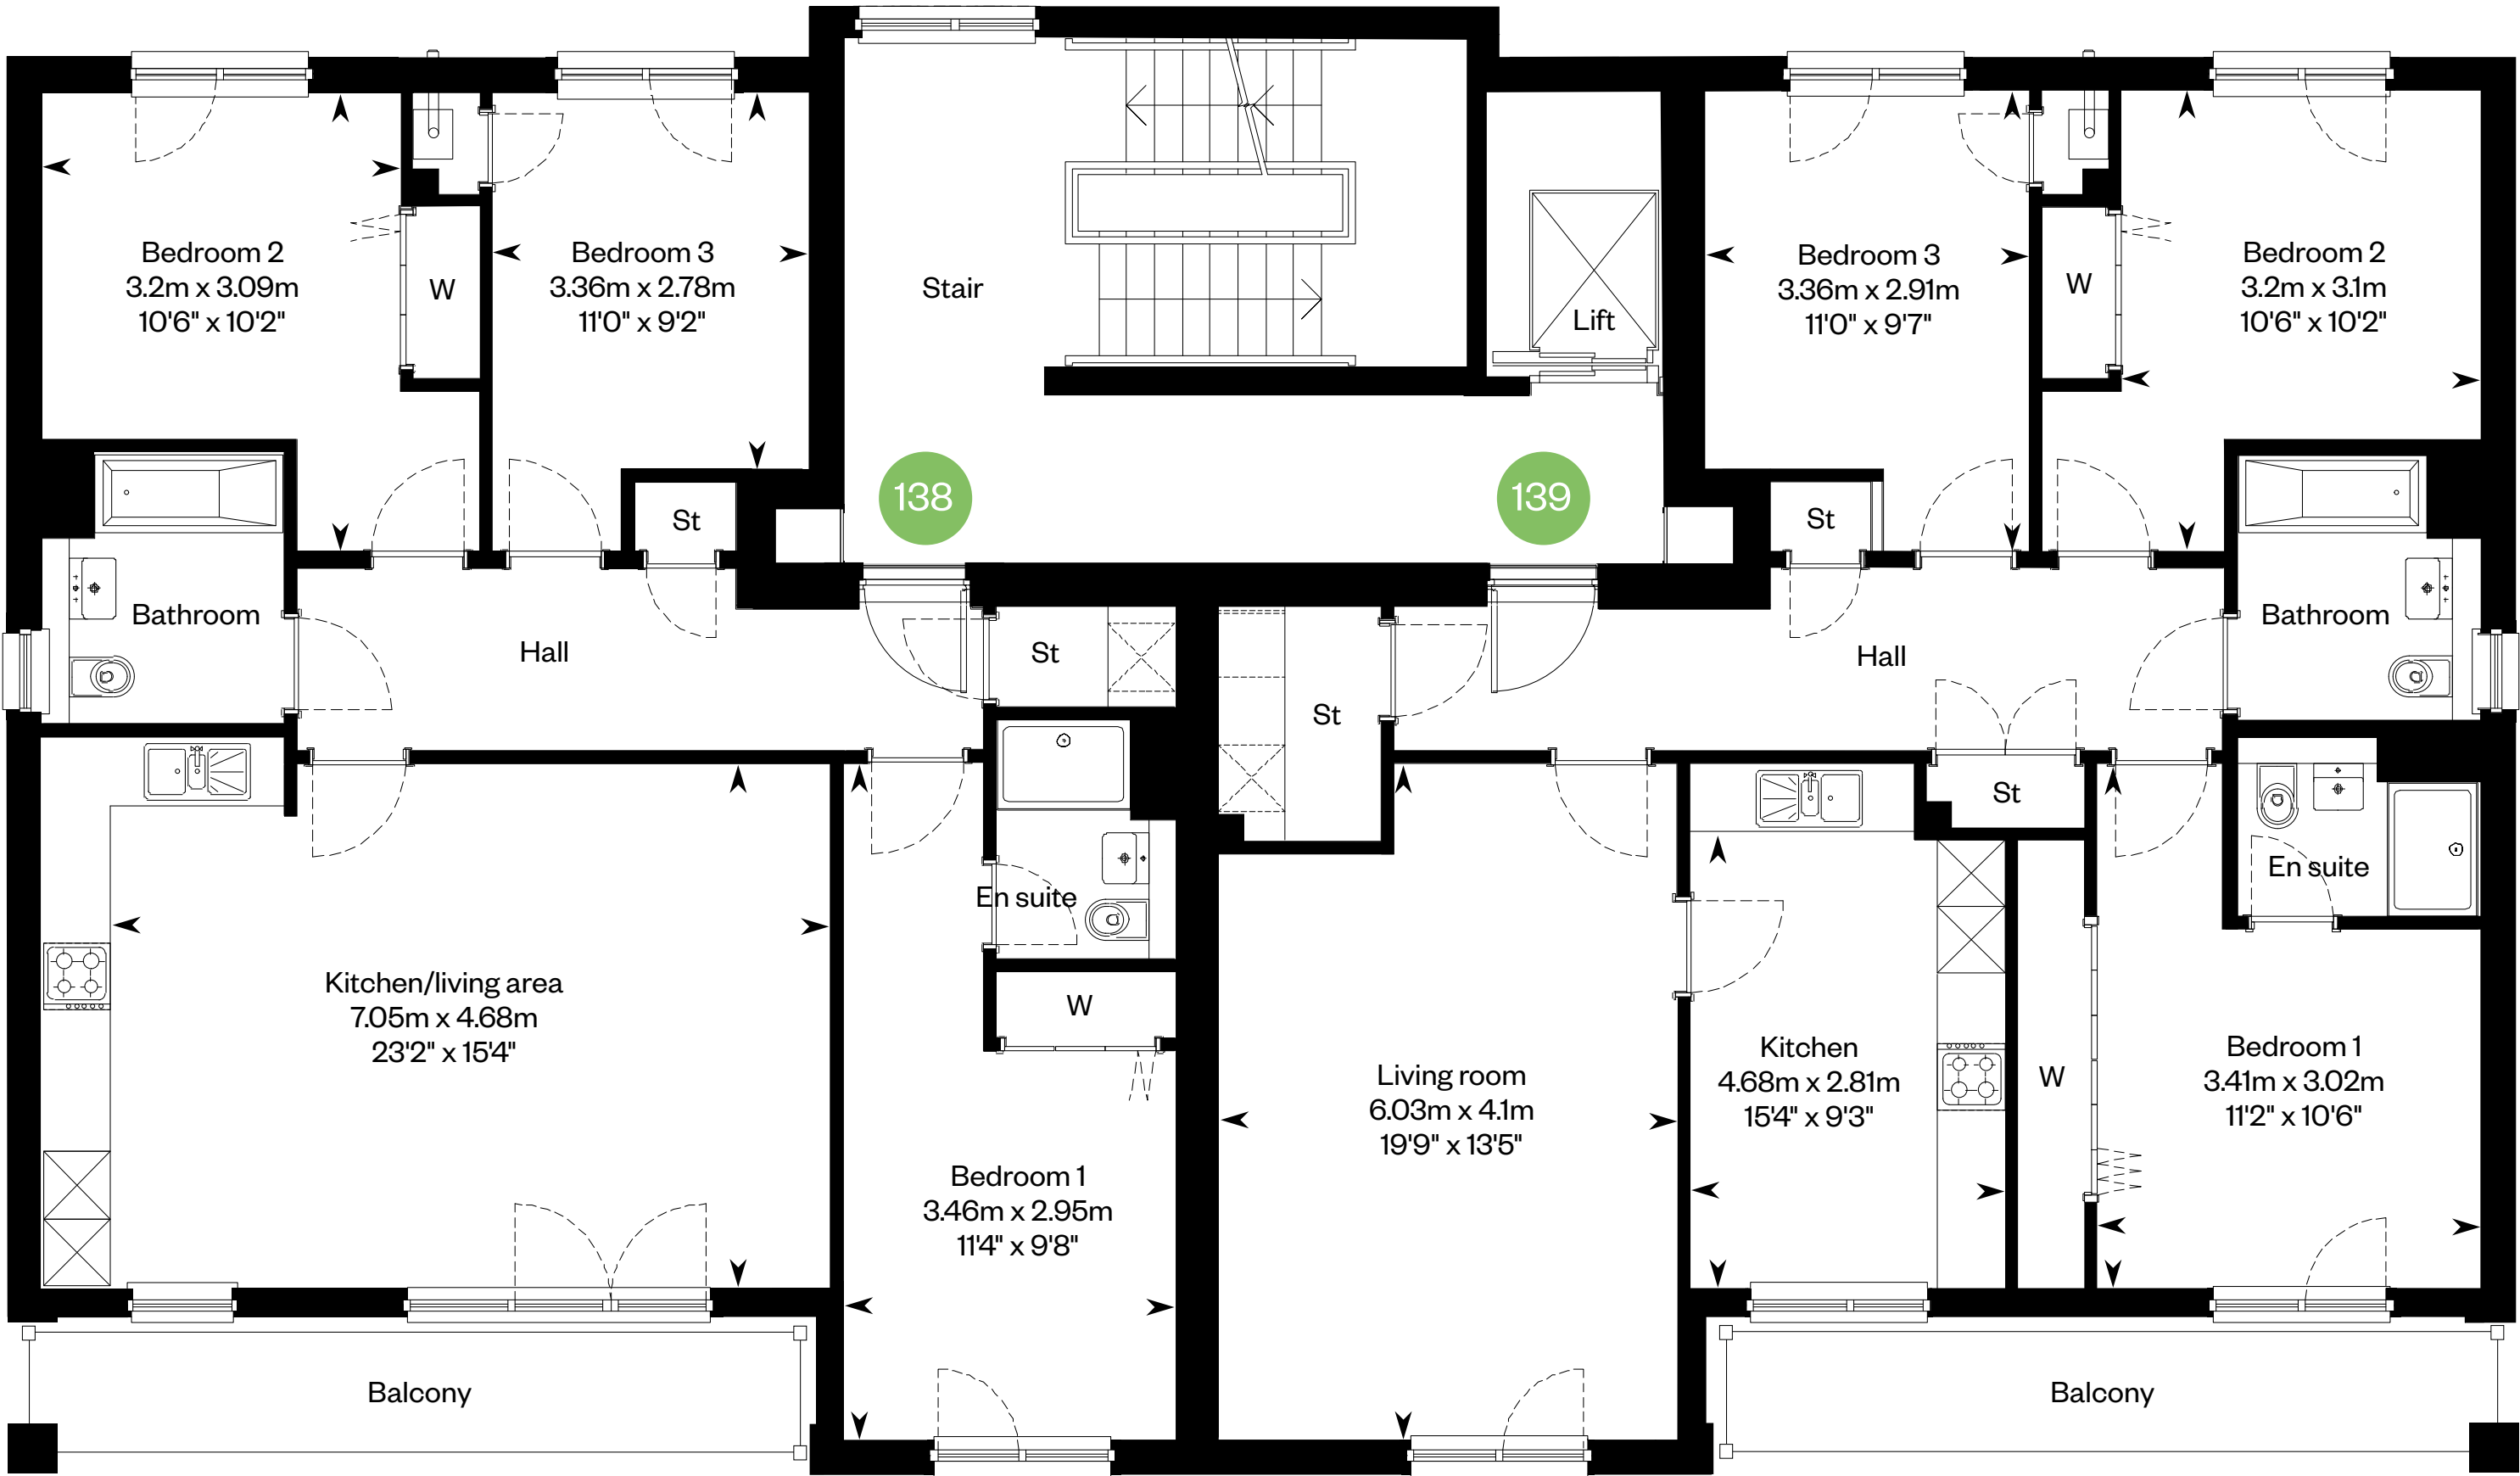 Bedroom 2
3.2m x 3.09m
10'6" x 10'2"
W
Bedroom 3
3.36m x 2.78m
11'0" x 9'2"
Stair
Lift
Bedroom 3
3.36m x 2.91m
11'0" x 9'7"
W
Bedroom 2
3.2m x 3.1m
10'6" x 10'2"
138
139
St
St
Bathroom
Hall
St
St
Hall
Bathroom
St
En suite
En suite
Kitchen/living area
7.05m x 4.68m
23'2" x 15'4"
W
Living room
6.03m x 4.1m
19'9" x 13'5"
Kitchen
4.68m x 2.81m
15'4" x 9'3"
W
Bedroom 1
3.41m x 3.02m
11'2" x 10'6"
Bedroom 1
3.46m x 2.95m
11'4" x 9'8"
Balcony
Balcony